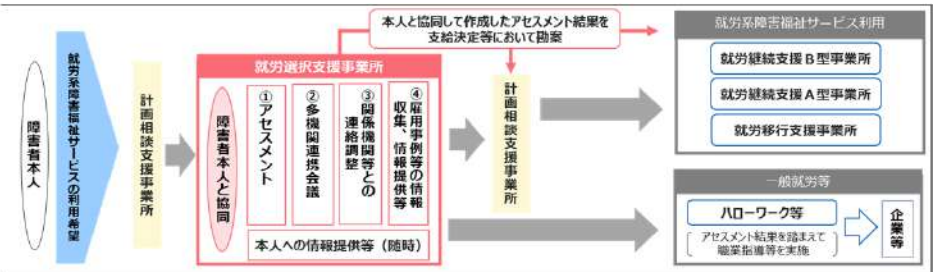 障害者本人
就労系障害福祉サービスの利用希望
計画相談支援事業所
就労選択支援事業所
障害者本人と協同
①アセスメント
②多機関連携会議
③関係機関等との
連絡調整
④雇用事例等の情報
収集、情報提供等
本人への情報提供等（随時）
本人と協同して作成したアセスメント結果を
支給決定等において勘案
計画相談支援事業所
就労系障害福祉サービス利用
就労継続支援B型事業所
就労継続支援A型事業所
就労移行支援事業所
一般就労等
ハローワーク等
アセスメント結果を踏まえて
職業指導等を実施
企業等